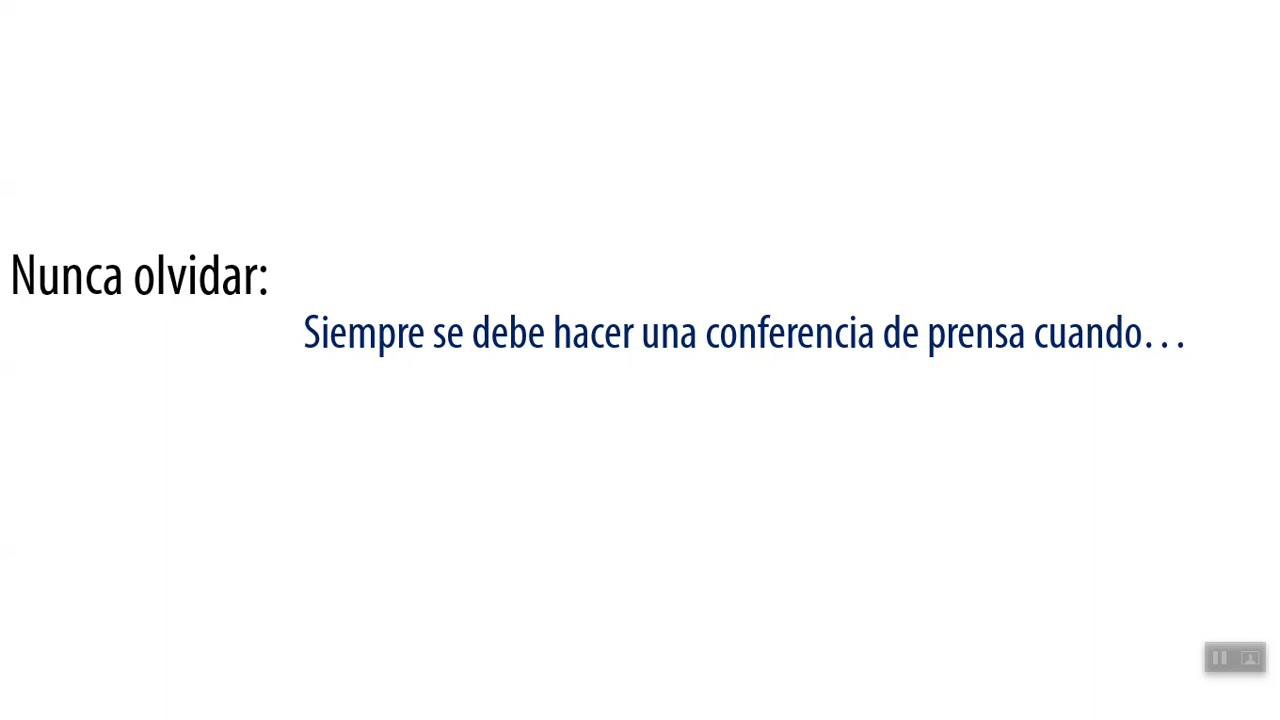 Nunca olvidar:
Siempre se debe hacer una conferencia de prensa cuando…